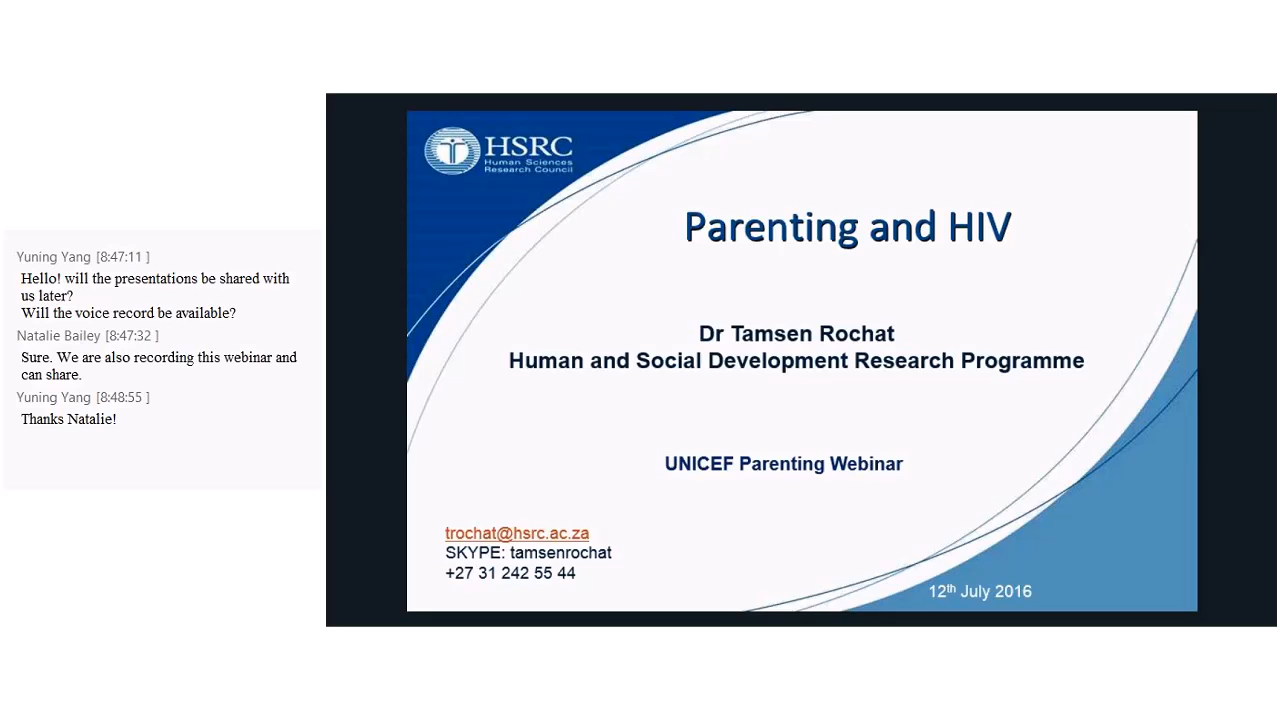 Yuning Yang [8:47:11 ]
Hello! will the presentations be shared with
us later?
Will the voice record be available?
Natalie Bailey [8:47:32 ]
Sure. We are also recording this webinar and
can share.
Yuning Yang [8:48:55 ]
Thanks Natalie!
HSRC
Human Sciences
Research Council
Parenting and HIV
Dr Tamsen Rochat
Human and Social Development Research Programme
UNICEF Parenting Webinar
trochat@hsrc.ac.za
SKYPE: tamsenrochat
+27 31 242 55 44
12th July 2016